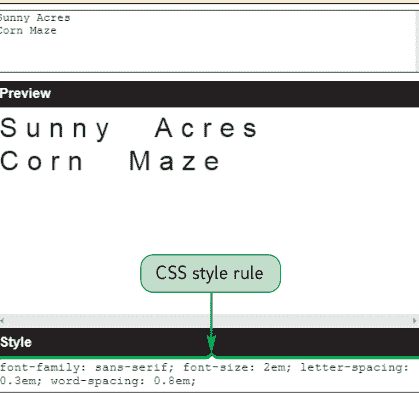 Sunny Acres
Corn Maze
Preview
Sunny Acres
Corn Maze
CSS style rule
Style
font-family: sans-serif; font-size: 2em; letter-spacing:
0.3em; word-spacing: 0.8em;